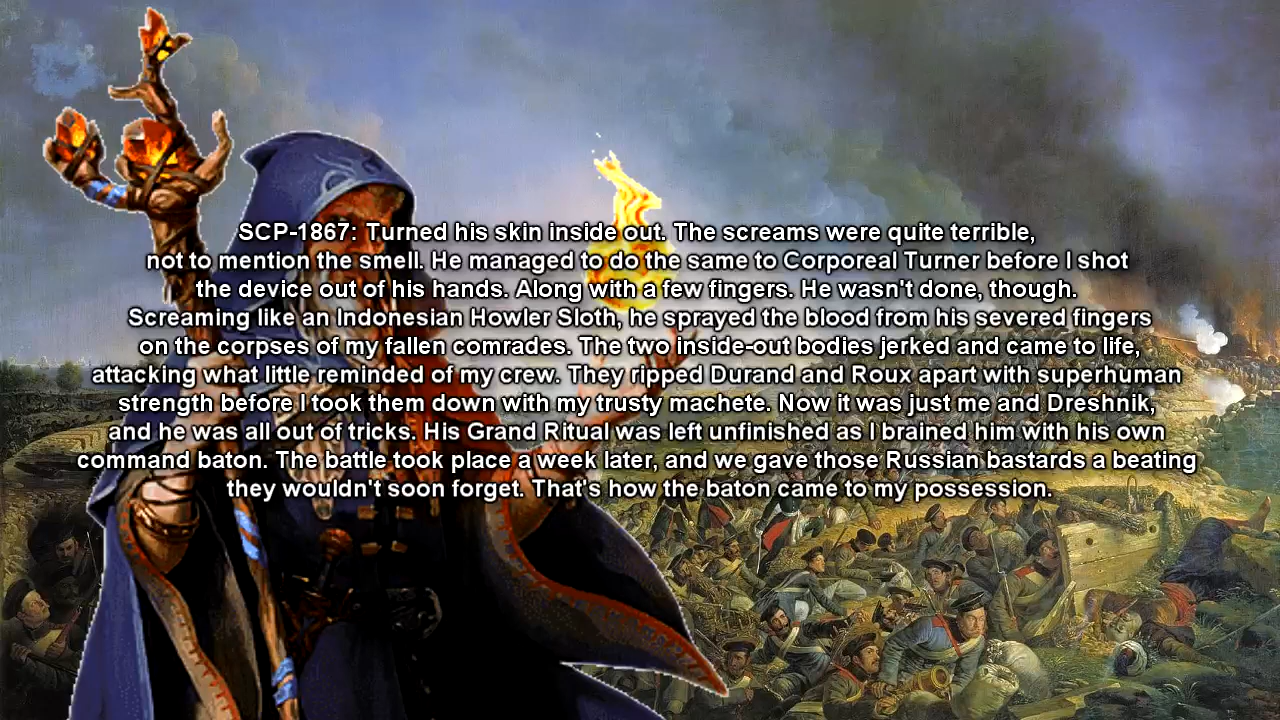 SCP-1867: Turned his skin inside out. The screams were quite terrible,
not to mention the smell. He managed to do the same to Corporeal Turner before I shot
the device out of his hands. Along with a few fingers. He wasn't done, though.
Screaming like an Indonesian Howler Sloth, he sprayed the blood from his severed fingers
on the corpses of my fallen comrades. The two inside-out bodies jerked and came to life,
attacking what little reminded of my crew. They ripped Durand and Roux apart with superhuman
strength before I took them down with my trusty machete. Now it was just me and Dreshnik,
and he was all out of tricks. His Grand Ritual was left unfinished as I brained him with his own
command baton. The battle took place a week later, and we gave those Russian bastards a beating
they wouldn't soon forget. That's how the baton came to my possession.